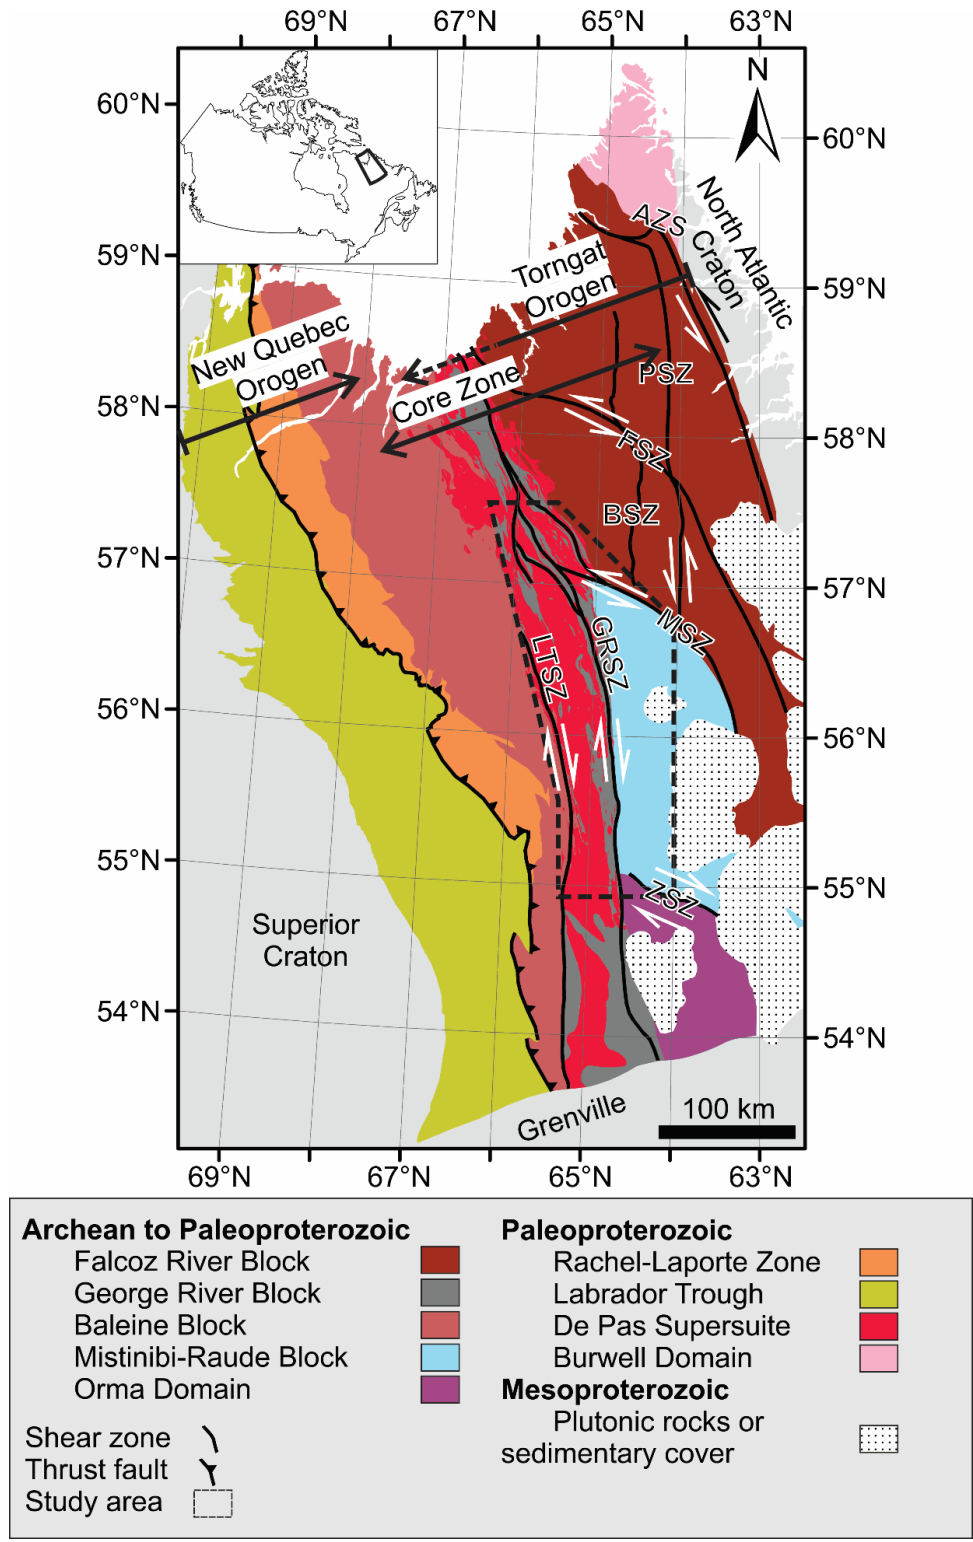 69°N
67°N
65°N
63°N
60°N
59°N
58°N
57°N
56°N
55°N
54°N
60°N
59°N
58°N
57°N
56°N
55°N
54°N
N
North Atlantic
Craton
AZS
Torngat
Orogen
New Quebec
Orogen
Core Zone
PSZ
FSZ
BSZ
MSZ
GRSZ
LTSZ
ZSZ
Superior
Craton
Grenville
100 km
69°N
67°N
65°N
63°N
Archean to Paleoproterozoic
Falcoz River Block
George River Block
Baleine Block
Mistinibi-Raude Block
Orma Domain
Shear zone
Thrust fault
Study area
Paleoproterozoic
Rachel-Laporte Zone
Labrador Trough
De Pas Supersuite
Burwell Domain
Mesoproterozoic
Plutonic rocks or
sedimentary cover